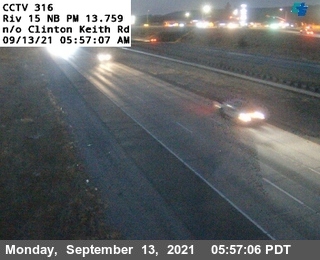 CCTV 316
Riv 15 NB PM 13.759
n/o Clinton Keith Rd
09/13/21 05:57:07 AM
Monday, September 13, 2021 05:57:06 PDT